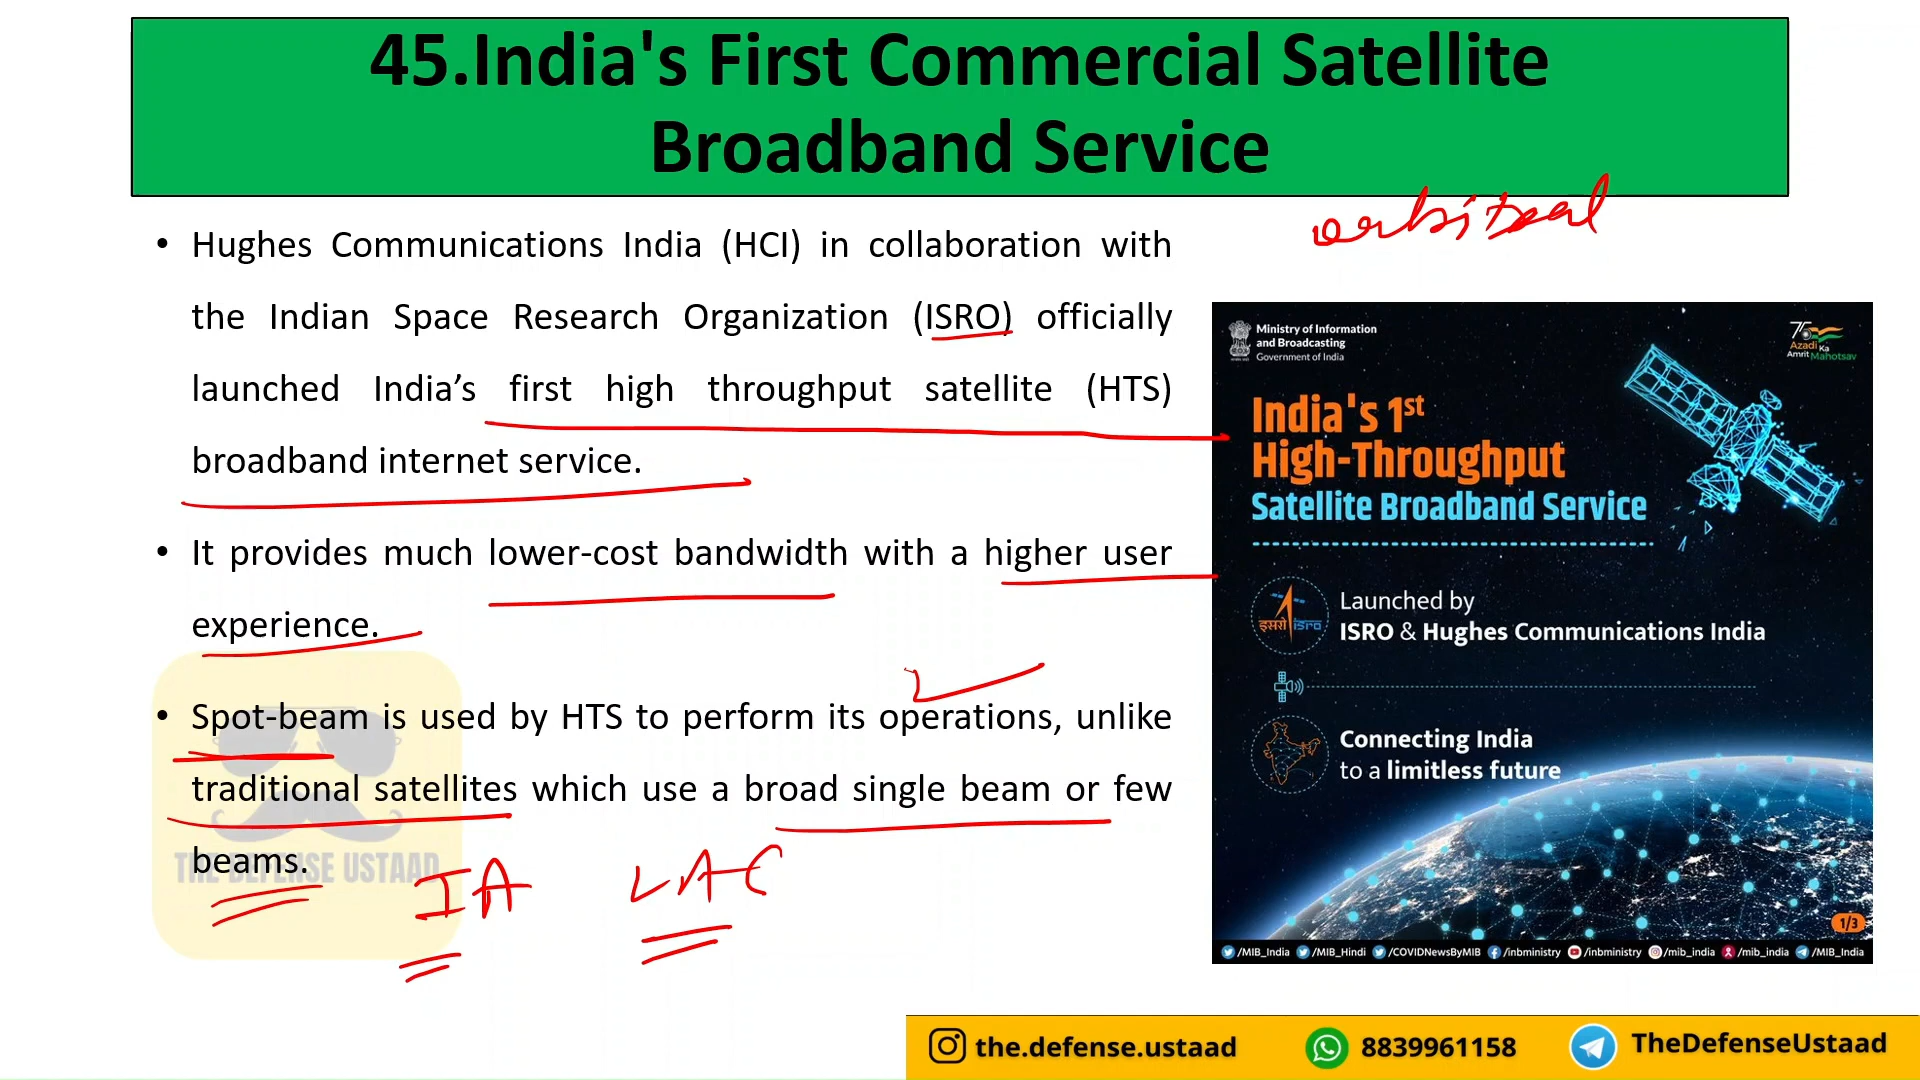 45.India's First Commercial Satellite
Broadband Service
orbital
• Hughes Communications India (HCI) in collaboration with
the Indian Space Research Organization (ISRO) officially
launched India’s first high throughput satellite (HTS)
broadband internet service.
• It provides much lower-cost bandwidth with a higher user
experience.
• Spot-beam is used by HTS to perform its operations, unlike
traditional satellites which use a broad single beam or few
beams.
THE DEFENSE USTAAD
IA LAC
Ministry of Information
and Broadcasting
Government of India
75
Azadi Ka
Amrit Mahotsav
India's 1st
High-Throughput
Satellite Broadband Service
इसरो isro
Launched by
ISRO & Hughes Communications India
Connecting India
to a limitless future
1/3
/MIB_India /MIB_Hindi /COVIDNewsByMIB /inbministry /inbministry /mib_india /mib_india /MIB_India
the.defense.ustaad 8839961158 TheDefenseUstaad